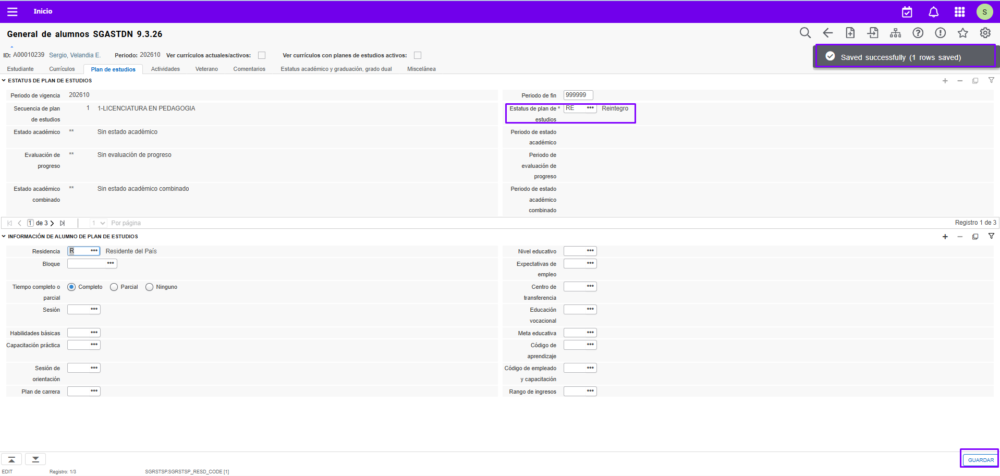 Inicio
S
General de alumnos SGASTDN 9.3.26
ID: A00010239 Sergio, Velandia E. Periodo: 202610 Ver currículos actuales/activos: Ver currículos con planes de estudios activos:
Saved successfully (1 rows saved)
Estudiante Currículos Plan de estudios Actividades Veterano Comentarios Estatus académico y graduación, grado dual Miscelánea
ESTATUS DE PLAN DE ESTUDIOS
Periodo de vigencia 202610 Periodo de fin 999999
Secuencia de plan 1 1-LICENCIATURA EN PEDAGOGIA Estatus de plan de * RE ••• Reintegro
de estudios estudios
Estado académico ** Sin estado académico Periodo de estado
académico
Evaluación de ** Sin evaluación de progreso Periodo de
progreso evaluación de
progreso
Estado académico ** Sin estado académico combinado Periodo de estado
combinado académico
combinado
1 de 3 1 Por página Registro 1 de 3
INFORMACIÓN DE ALUMNO DE PLAN DE ESTUDIOS
Residencia R ••• Residente del País Nivel educativo •••
Bloque ••• Expectativas de •••
empleo
Tiempo completo o Completo Parcial Ninguno Centro de •••
parcial transferencia
Sesión ••• Educación •••
vocacional
Habilidades básicas ••• Meta educativa •••
Capacitación práctica ••• Código de •••
aprendizaje
Sesión de ••• Código de empleado •••
orientación y capacitación
Plan de carrera ••• Rango de ingresos •••
GUARDAR
EDIT Registro: 1/3 SGRSTSP.SGRSTSP_RESD_CODE [1]